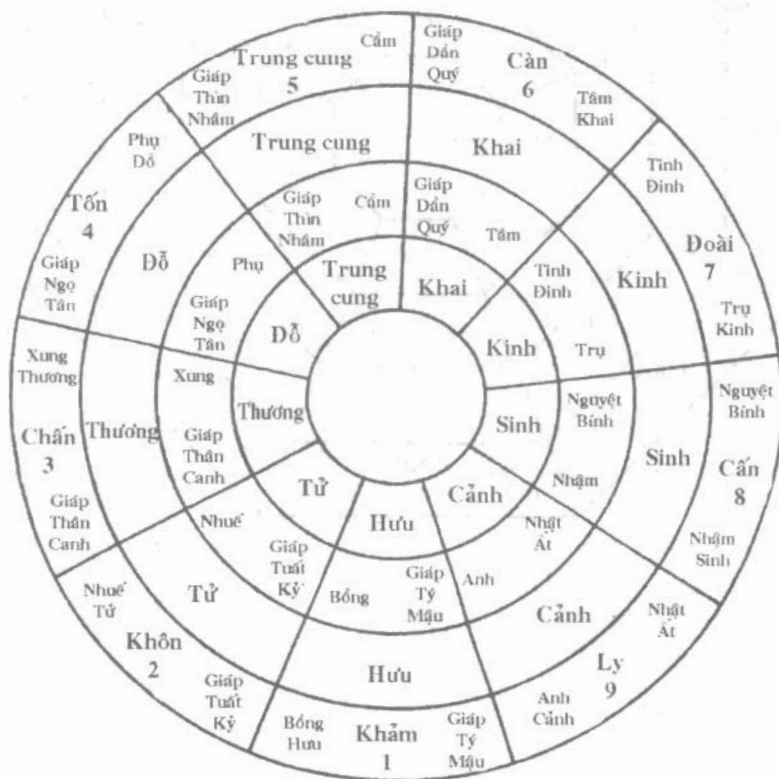 Trung cung
5
Cầm
Giáp
Thìn
Nhâm
Giáp
Dần
Quý
Càn
6
Tâm
Khai
Tinh
Đinh
Đoài
7
Trụ
Kinh
Nguyệt
Bính
Cấn
8
Nhậm
Sinh
Nhật
Ất
Ly
9
Anh
Cảnh
Giáp
Tý
Mậu
Khảm
1
Bồng
Hưu
Giáp
Tuất
Kỷ
Khôn
2
Nhuế
Tử
Giáp
Thân
Canh
Chấn
3
Xung
Thương
Giáp
Ngọ
Tân
Tốn
4
Phụ
Đỗ
Trung cung
Khai
Kinh
Sinh
Cảnh
Hưu
Tử
Thương
Đỗ
Giáp
Thìn
Nhâm
Cầm
Giáp
Dần
Quý
Tâm
Tinh
Đinh
Trụ
Nguyệt
Bính
Nhậm
Nhật
Ất
Anh
Giáp
Tý
Mậu
Bồng
Giáp
Tuất
Kỷ
Nhuế
Giáp
Thân
Canh
Xung
Giáp
Ngọ
Tân
Phụ
Trung
cung
Khai
Kinh
Sinh
Cảnh
Hưu
Tử
Thương
Đỗ